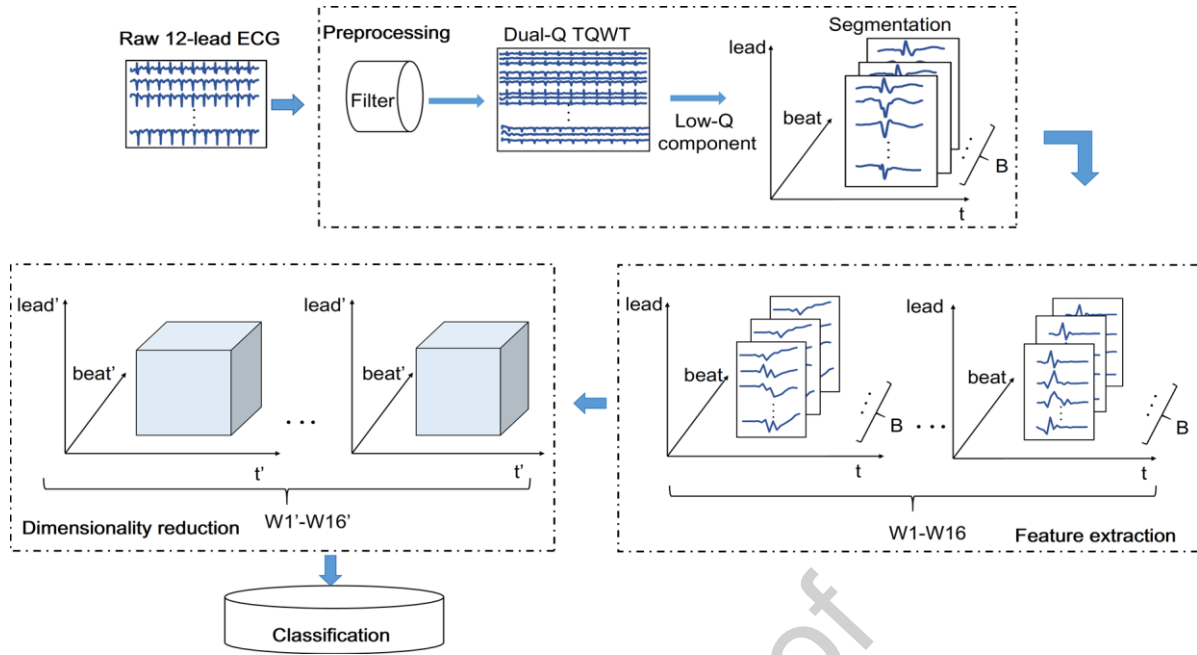 Raw 12-lead ECG
Preprocessing
Filter
Dual-Q TQWT
Low-Q
component
Segmentation
lead
beat
B
t
lead'
beat'
t'
...
lead'
beat'
t'
W1'-W16'
Dimensionality reduction
lead
beat
B
t
...
lead
beat
B
t
W1-W16
Feature extraction
Classification
of